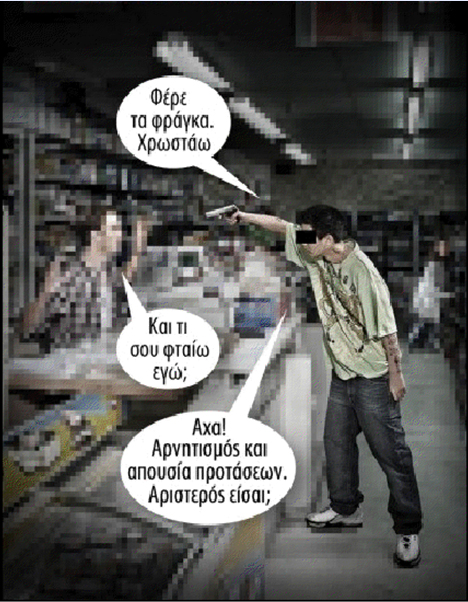 Φέρε
τα φράγκα.
Χρωστάω
Και τι
σου φταίω
εγώ;
Αχα!
Αρνητισμός και
απουσία προτάσεων.
Αριστερός είσαι;